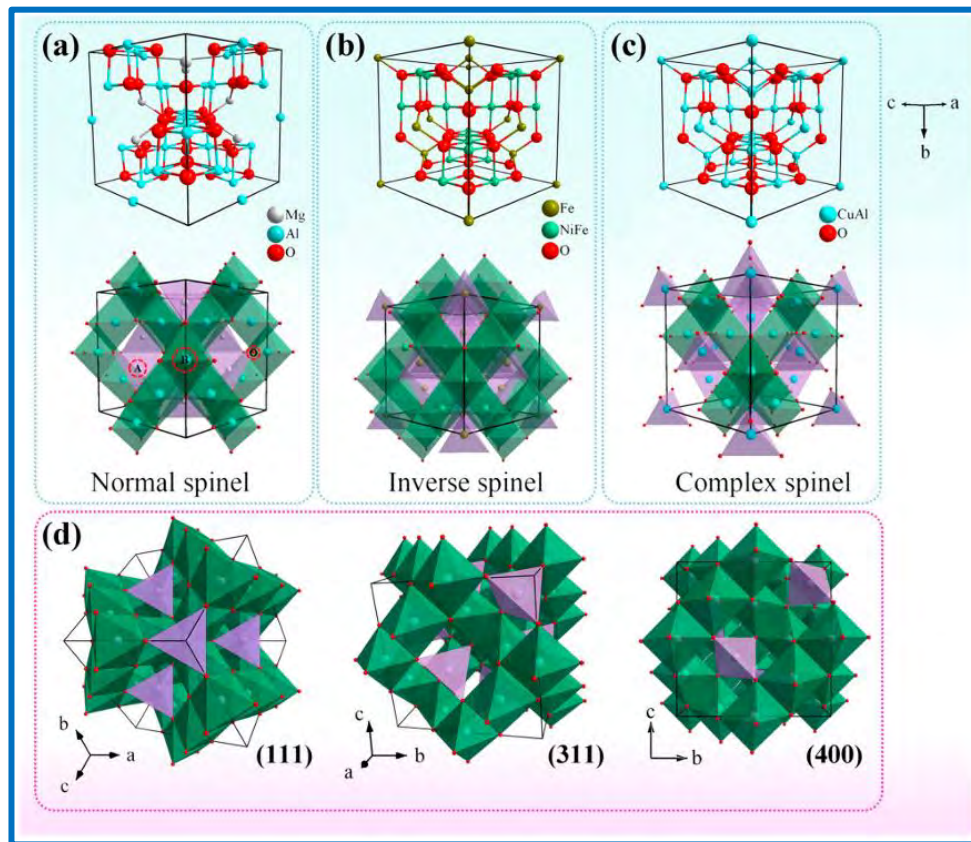 (a)
(b)
(c)
c a
b
Mg
Al
O
Fe
NiFe
O
CuAl
O
A
B
O
Normal spinel
Inverse spinel
Complex spinel
(d)
b
a
c
(111)
c
b
a
(311)
c
b
(400)